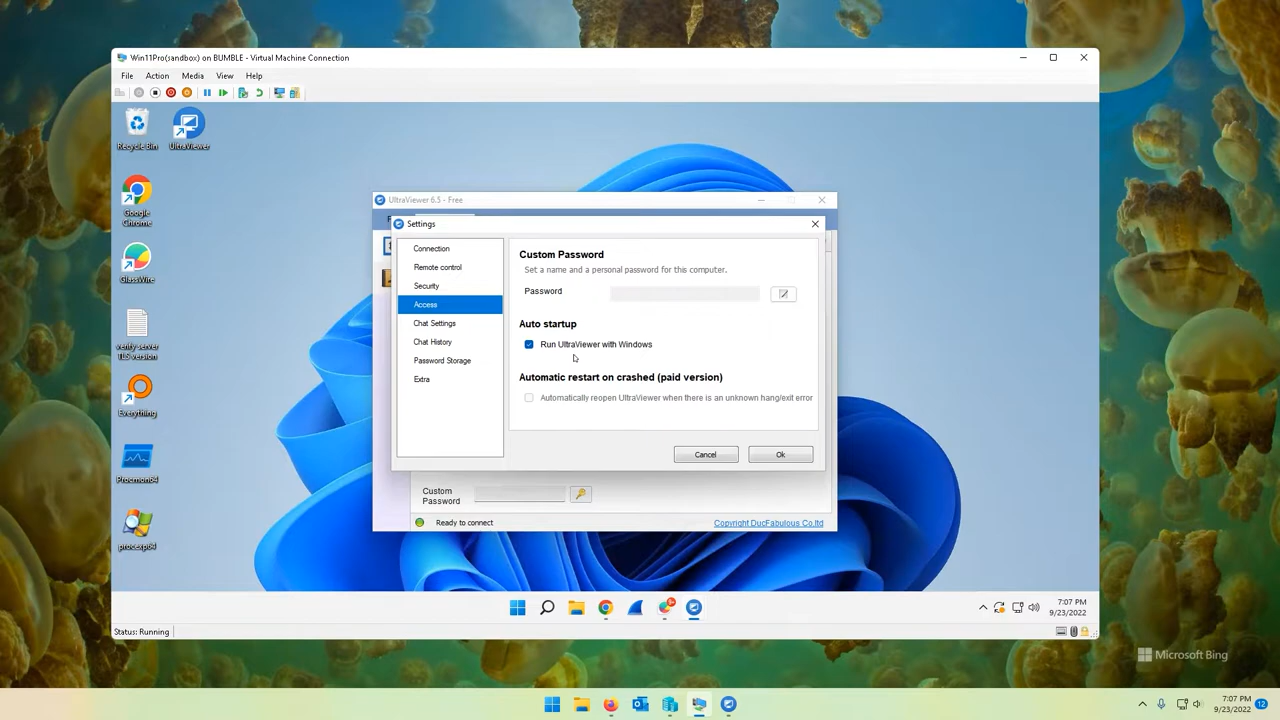 Win11Pro(sandbox) on BUMBLE - Virtual Machine Connection
File Action Media View Help
Recycle Bin
UltraViewer
Google Chrome
GlassWire
verify-server TLS version
Everything
Procmon64
procexp64
UltraViewer 6.5 - Free
Settings
Connection
Remote control
Security
Access
Chat Settings
Chat History
Password Storage
Extra
Custom Password
Set a name and a personal password for this computer.
Password
Auto startup
Run UltraViewer with Windows
Automatic restart on crashed (paid version)
Automatically reopen UltraViewer when there is an unknown hang/exit error
Cancel
Ok
Custom
Password
Ready to connect
Copyright DucFabulous Co.ltd
7:07 PM
9/23/2022
Status: Running
Microsoft Bing
7:07 PM
9/23/2022
12